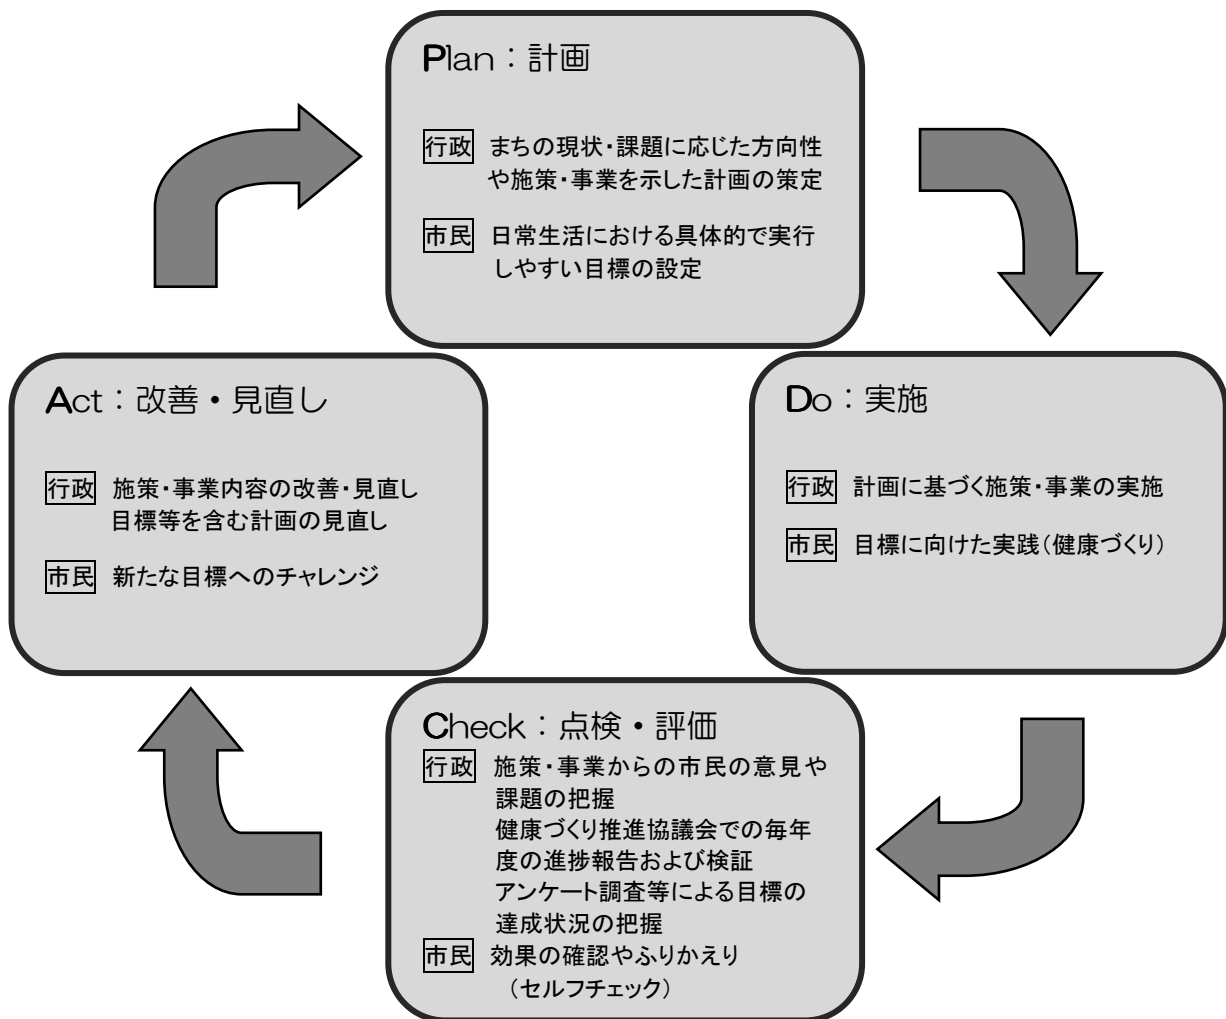 Plan：計画
行政 まちの現状・課題に応じた方向性
や施策・事業を示した計画の策定
市民 日常生活における具体的で実行
しやすい目標の設定
Do：実施
行政 計画に基づく施策・事業の実施
市民 目標に向けた実践（健康づくり）
Check：点検・評価
行政 施策・事業からの市民の意見や
課題の把握
健康づくり推進協議会での毎年
度の進捗報告および検証
アンケート調査等による目標の
達成状況の把握
市民 効果の確認やふりかえり
（セルフチェック）
Act：改善・見直し
行政 施策・事業内容の改善・見直し
目標等を含む計画の見直し
市民 新たな目標へのチャレンジ